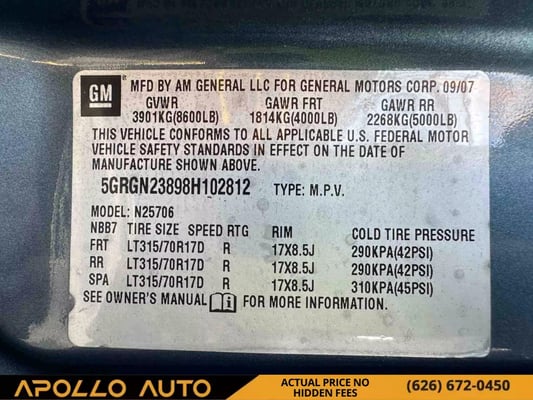 GM
MFD BY AM GENERAL LLC FOR GENERAL MOTORS CORP. 09/07
GVWR GAWR FRT GAWR RR
3901KG(8600LB) 1814KG(4000LB) 2268KG(5000LB)
THIS VEHICLE CONFORMS TO ALL APPLICABLE U.S. FEDERAL MOTOR
VEHICLE SAFETY STANDARDS IN EFFECT ON THE DATE OF
MANUFACTURE SHOWN ABOVE.
5GRGN23898H102812 TYPE: M.P.V.
MODEL: N25706
NBB7 TIRE SIZE SPEED RTG RIM COLD TIRE PRESSURE
FRT LT315/70R17D R 17X8.5J 290KPA(42PSI)
RR LT315/70R17D R 17X8.5J 290KPA(42PSI)
SPA LT315/70R17D R 17X8.5J 310KPA(45PSI)
SEE OWNER'S MANUAL FOR MORE INFORMATION.
APOLLO AUTO
ACTUAL PRICE NO
HIDDEN FEES
(626) 672-0450